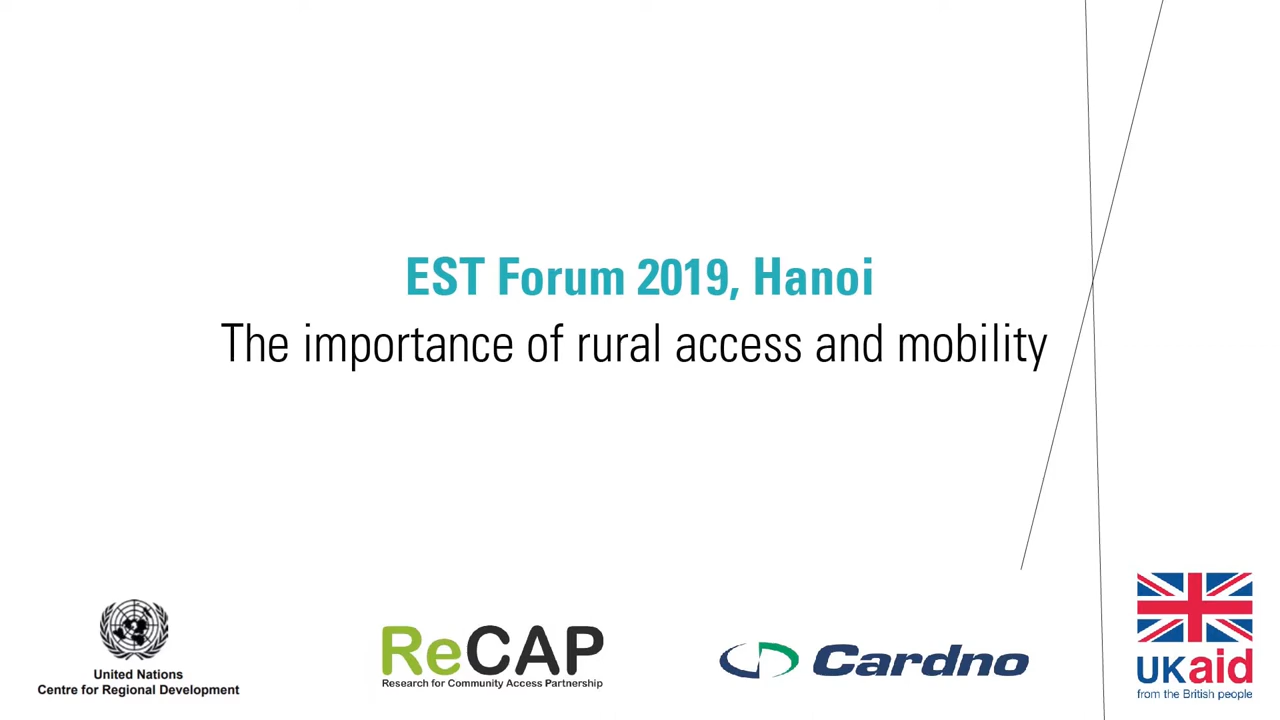 EST Forum 2019, Hanoi
The importance of rural access and mobility
United Nations
Centre for Regional Development
ReCAP
Research for Community Access Partnership
Cardno
UKaid
from the British people